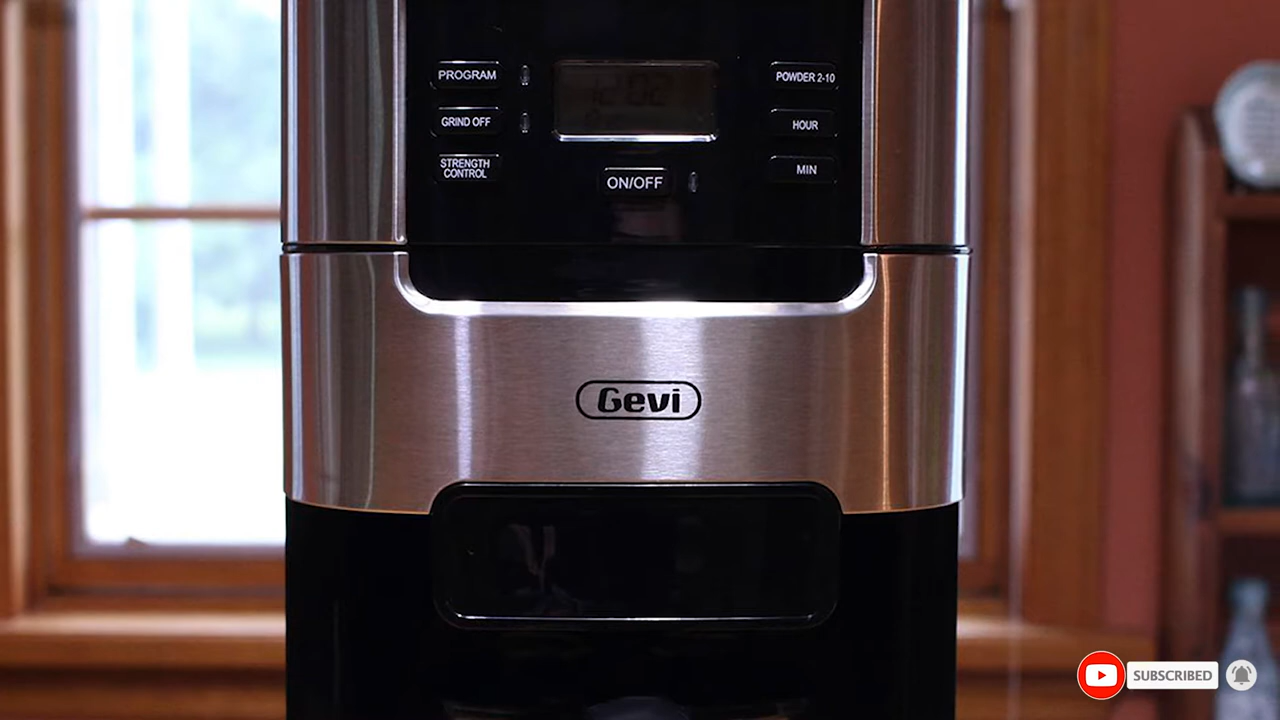 PROGRAM
GRIND OFF
STRENGTH
CONTROL
POWDER 2-10
HOUR
MIN
ON/OFF
Gevi
SUBSCRIBED